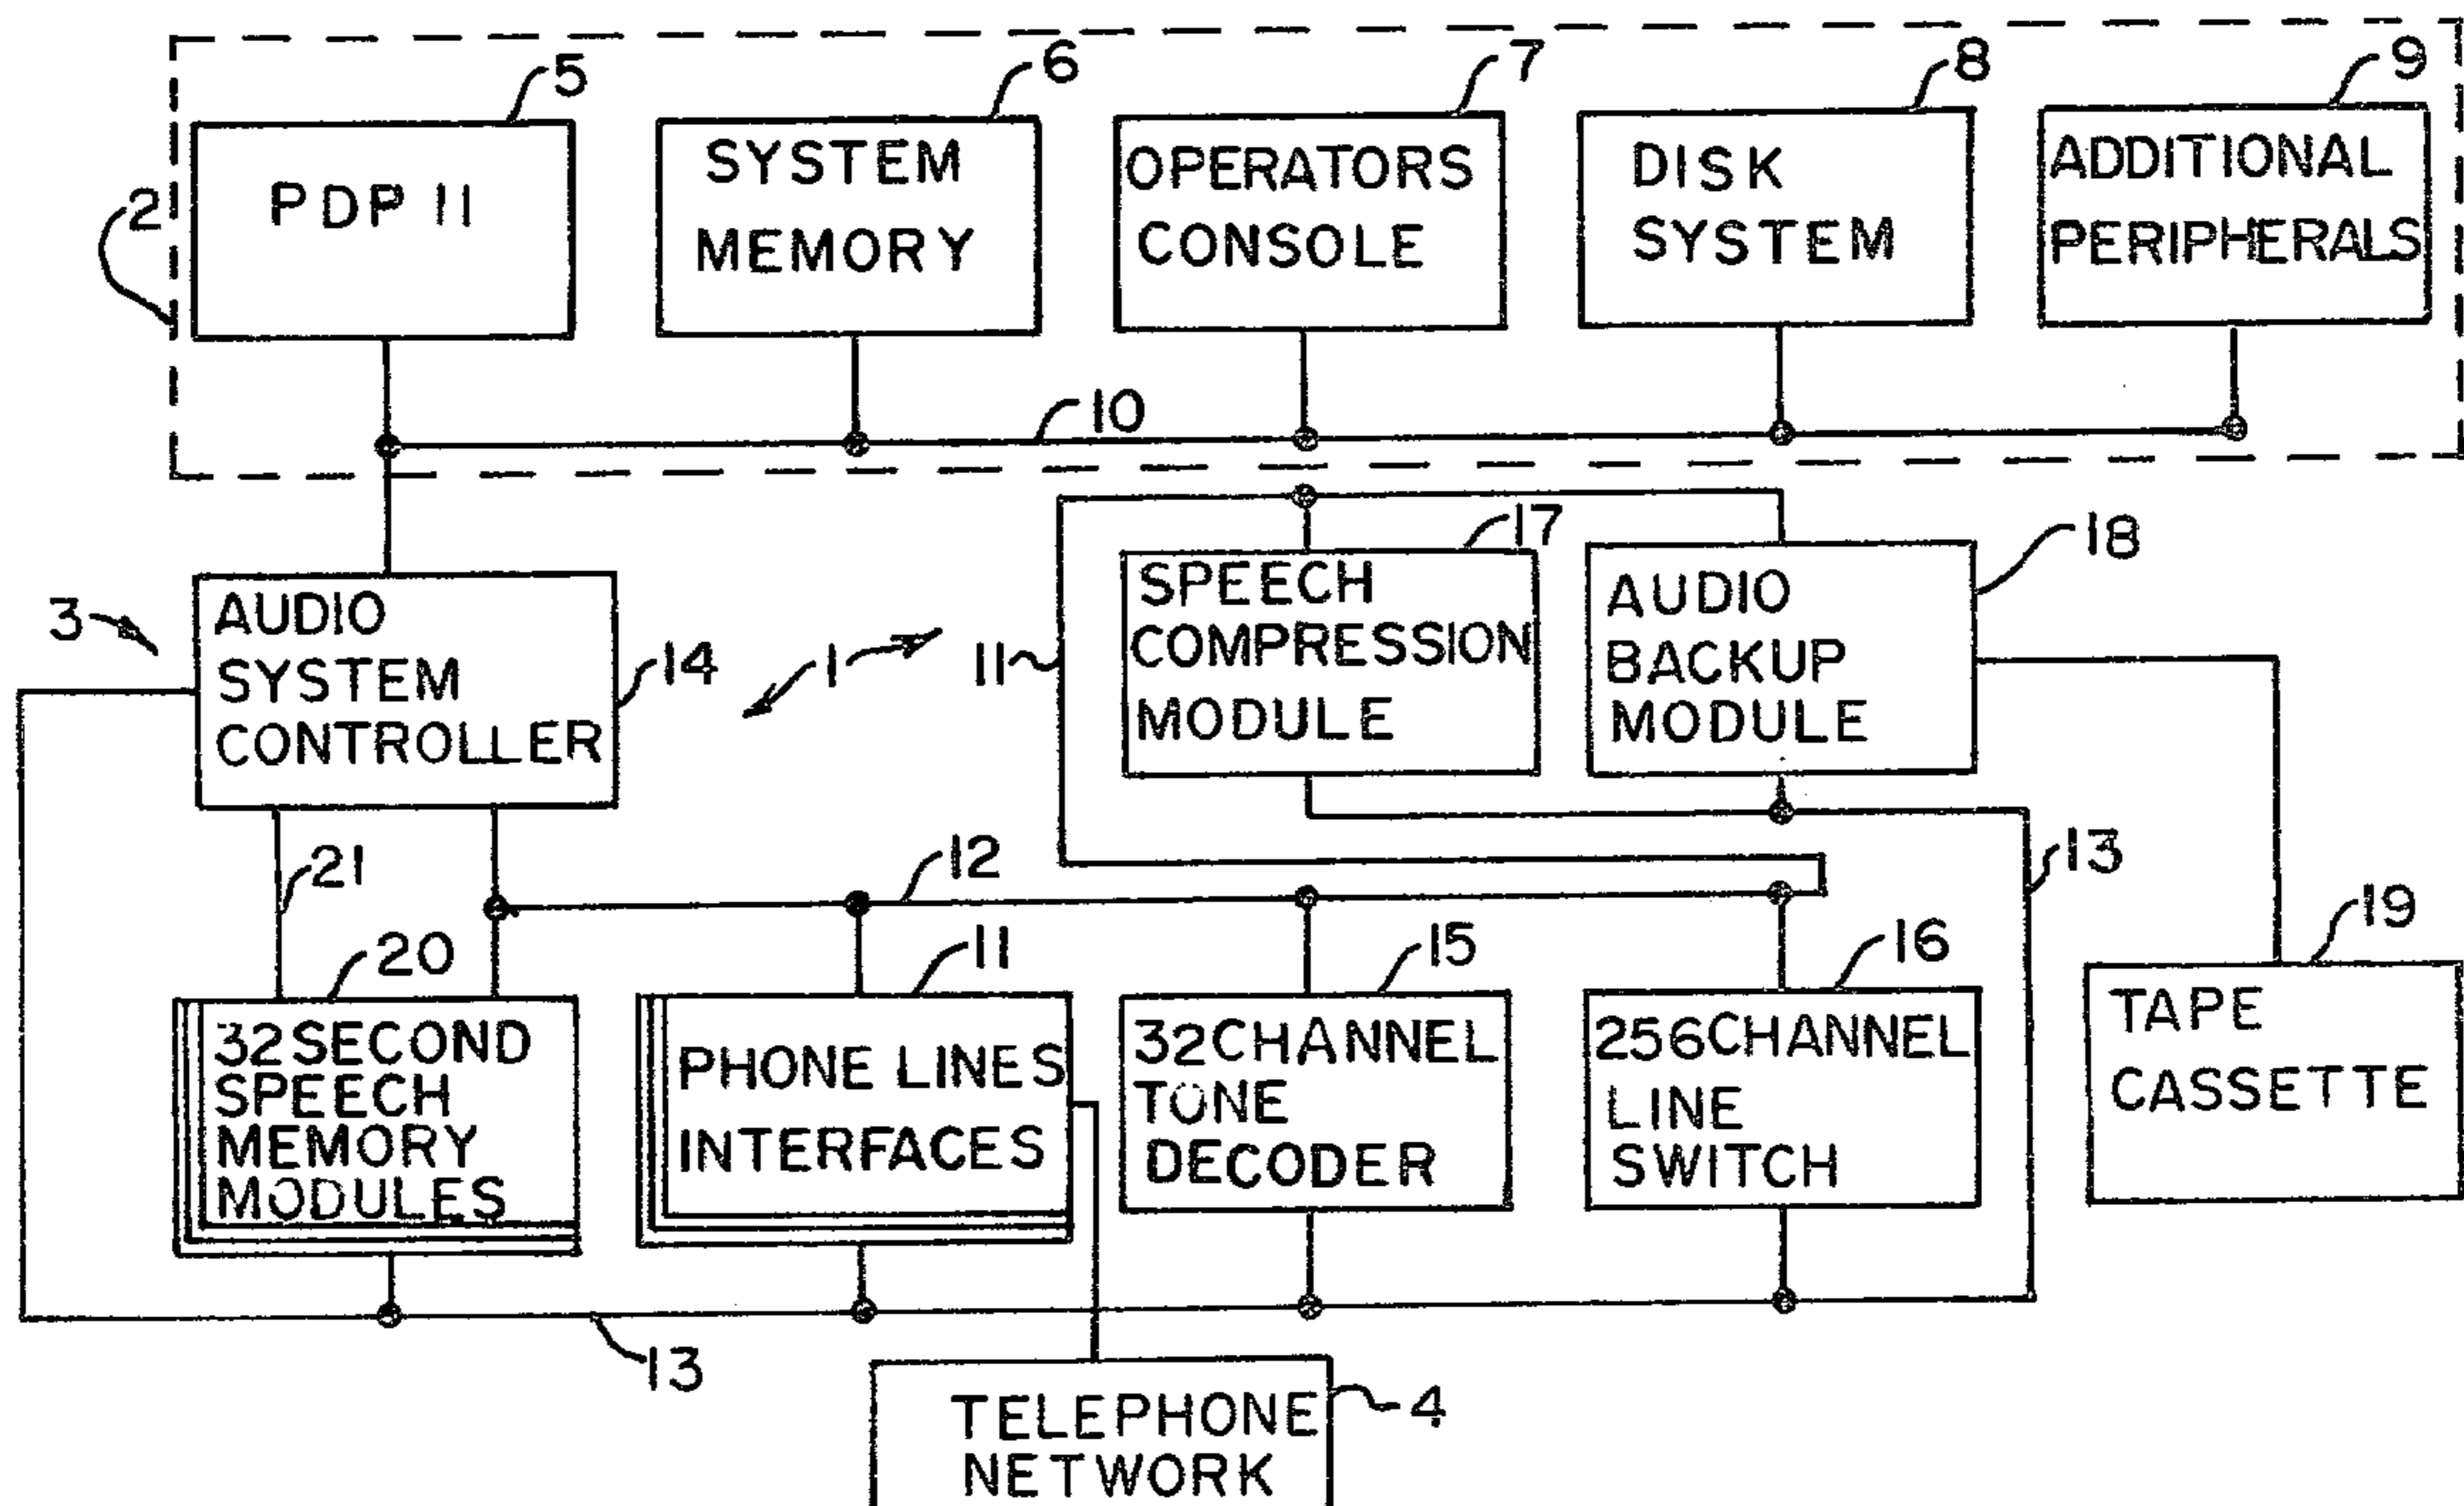 5
6
7
8
9
2
PDP 11
SYSTEM
MEMORY
OPERATORS
CONSOLE
DISK
SYSTEM
ADDITIONAL
PERIPHERALS
10
17
18
3
AUDIO
SYSTEM
CONTROLLER
14
1
11
SPEECH
COMPRESSION
MODULE
AUDIO
BACKUP
MODULE
21
12
13
20
11
15
16
19
32 SECOND
SPEECH
MEMORY
MODULES
PHONE LINES
INTERFACES
32 CHANNEL
TONE
DECODER
256 CHANNEL
LINE
SWITCH
TAPE
CASSETTE
13
TELEPHONE
NETWORK
4